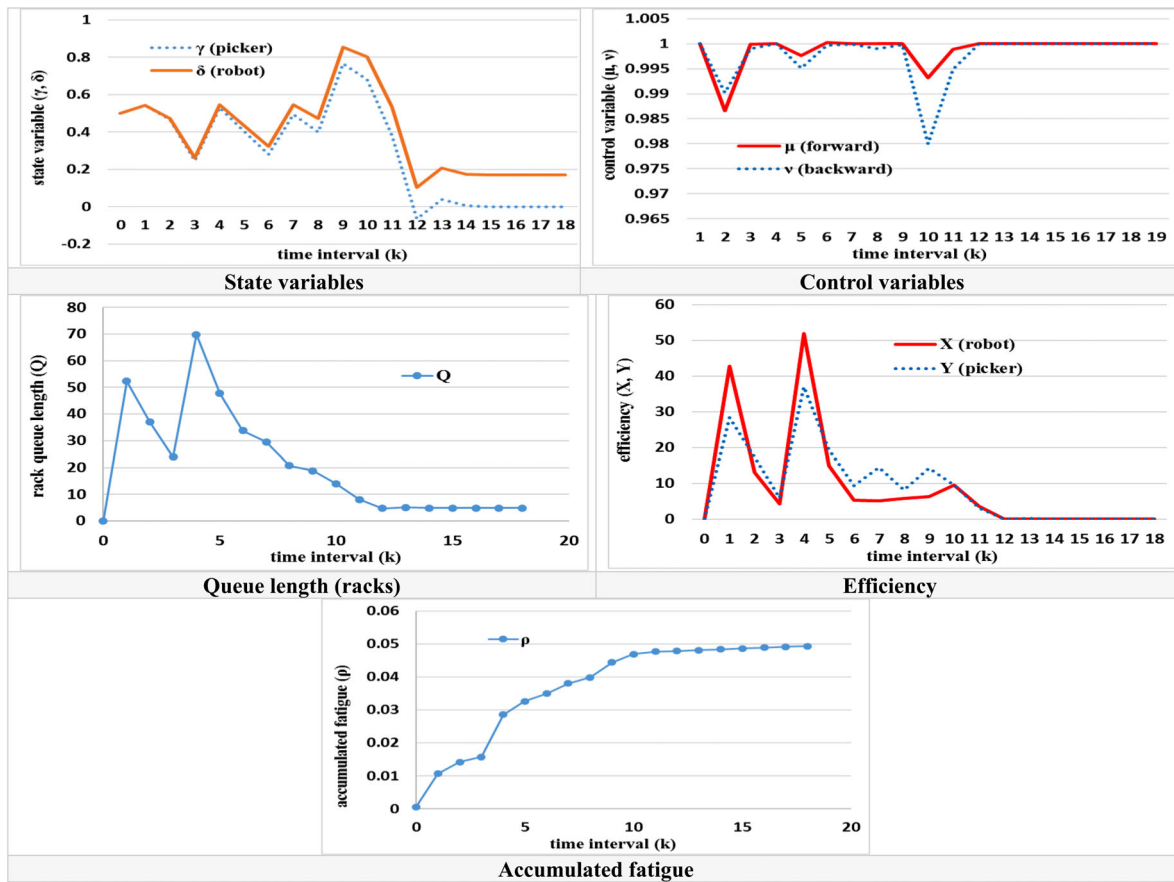 1
0.8
0.6
0.4
0.2
0
-0.2
state variable (γ, δ)
γ (picker)
δ (robot)
0 1 2 3 4 5 6 7 8 9 10 11 12 13 14 15 16 17 18
time interval (k)
State variables
1.005
1
0.995
0.99
0.985
0.98
0.975
0.97
0.965
control variable (μ, ν)
μ (forward)
ν (backward)
1 2 3 4 5 6 7 8 9 10 11 12 13 14 15 16 17 18 19
time interval (k)
Control variables
80
70
60
50
40
30
20
10
0
rack queue length (Q)
Q
0 5 10 15 20
time interval (k)
Queue length (racks)
60
50
40
30
20
10
0
efficiency (X, Y)
X (robot)
Y (picker)
0 1 2 3 4 5 6 7 8 9 10 11 12 13 14 15 16 17 18
time interval (k)
Efficiency
0.06
0.05
0.04
0.03
0.02
0.01
0
accumulated fatigue (ρ)
ρ
0 5 10 15 20
time interval (k)
Accumulated fatigue